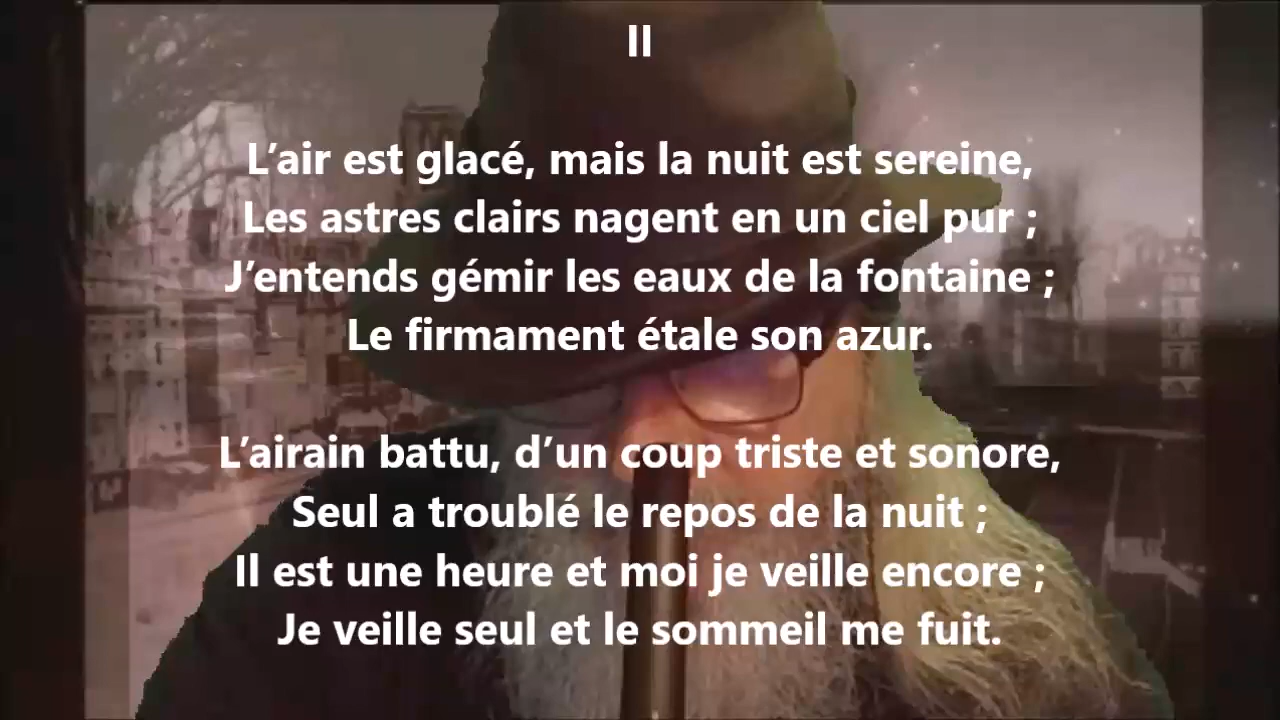 II
L’air est glacé, mais la nuit est sereine,
Les astres clairs nagent en un ciel pur ;
J’entends gémir les eaux de la fontaine ;
Le firmament étale son azur.
L’airain battu, d’un coup triste et sonore,
Seul a troublé le repos de la nuit ;
Il est une heure et moi je veille encore ;
Je veille seul et le sommeil me fuit.